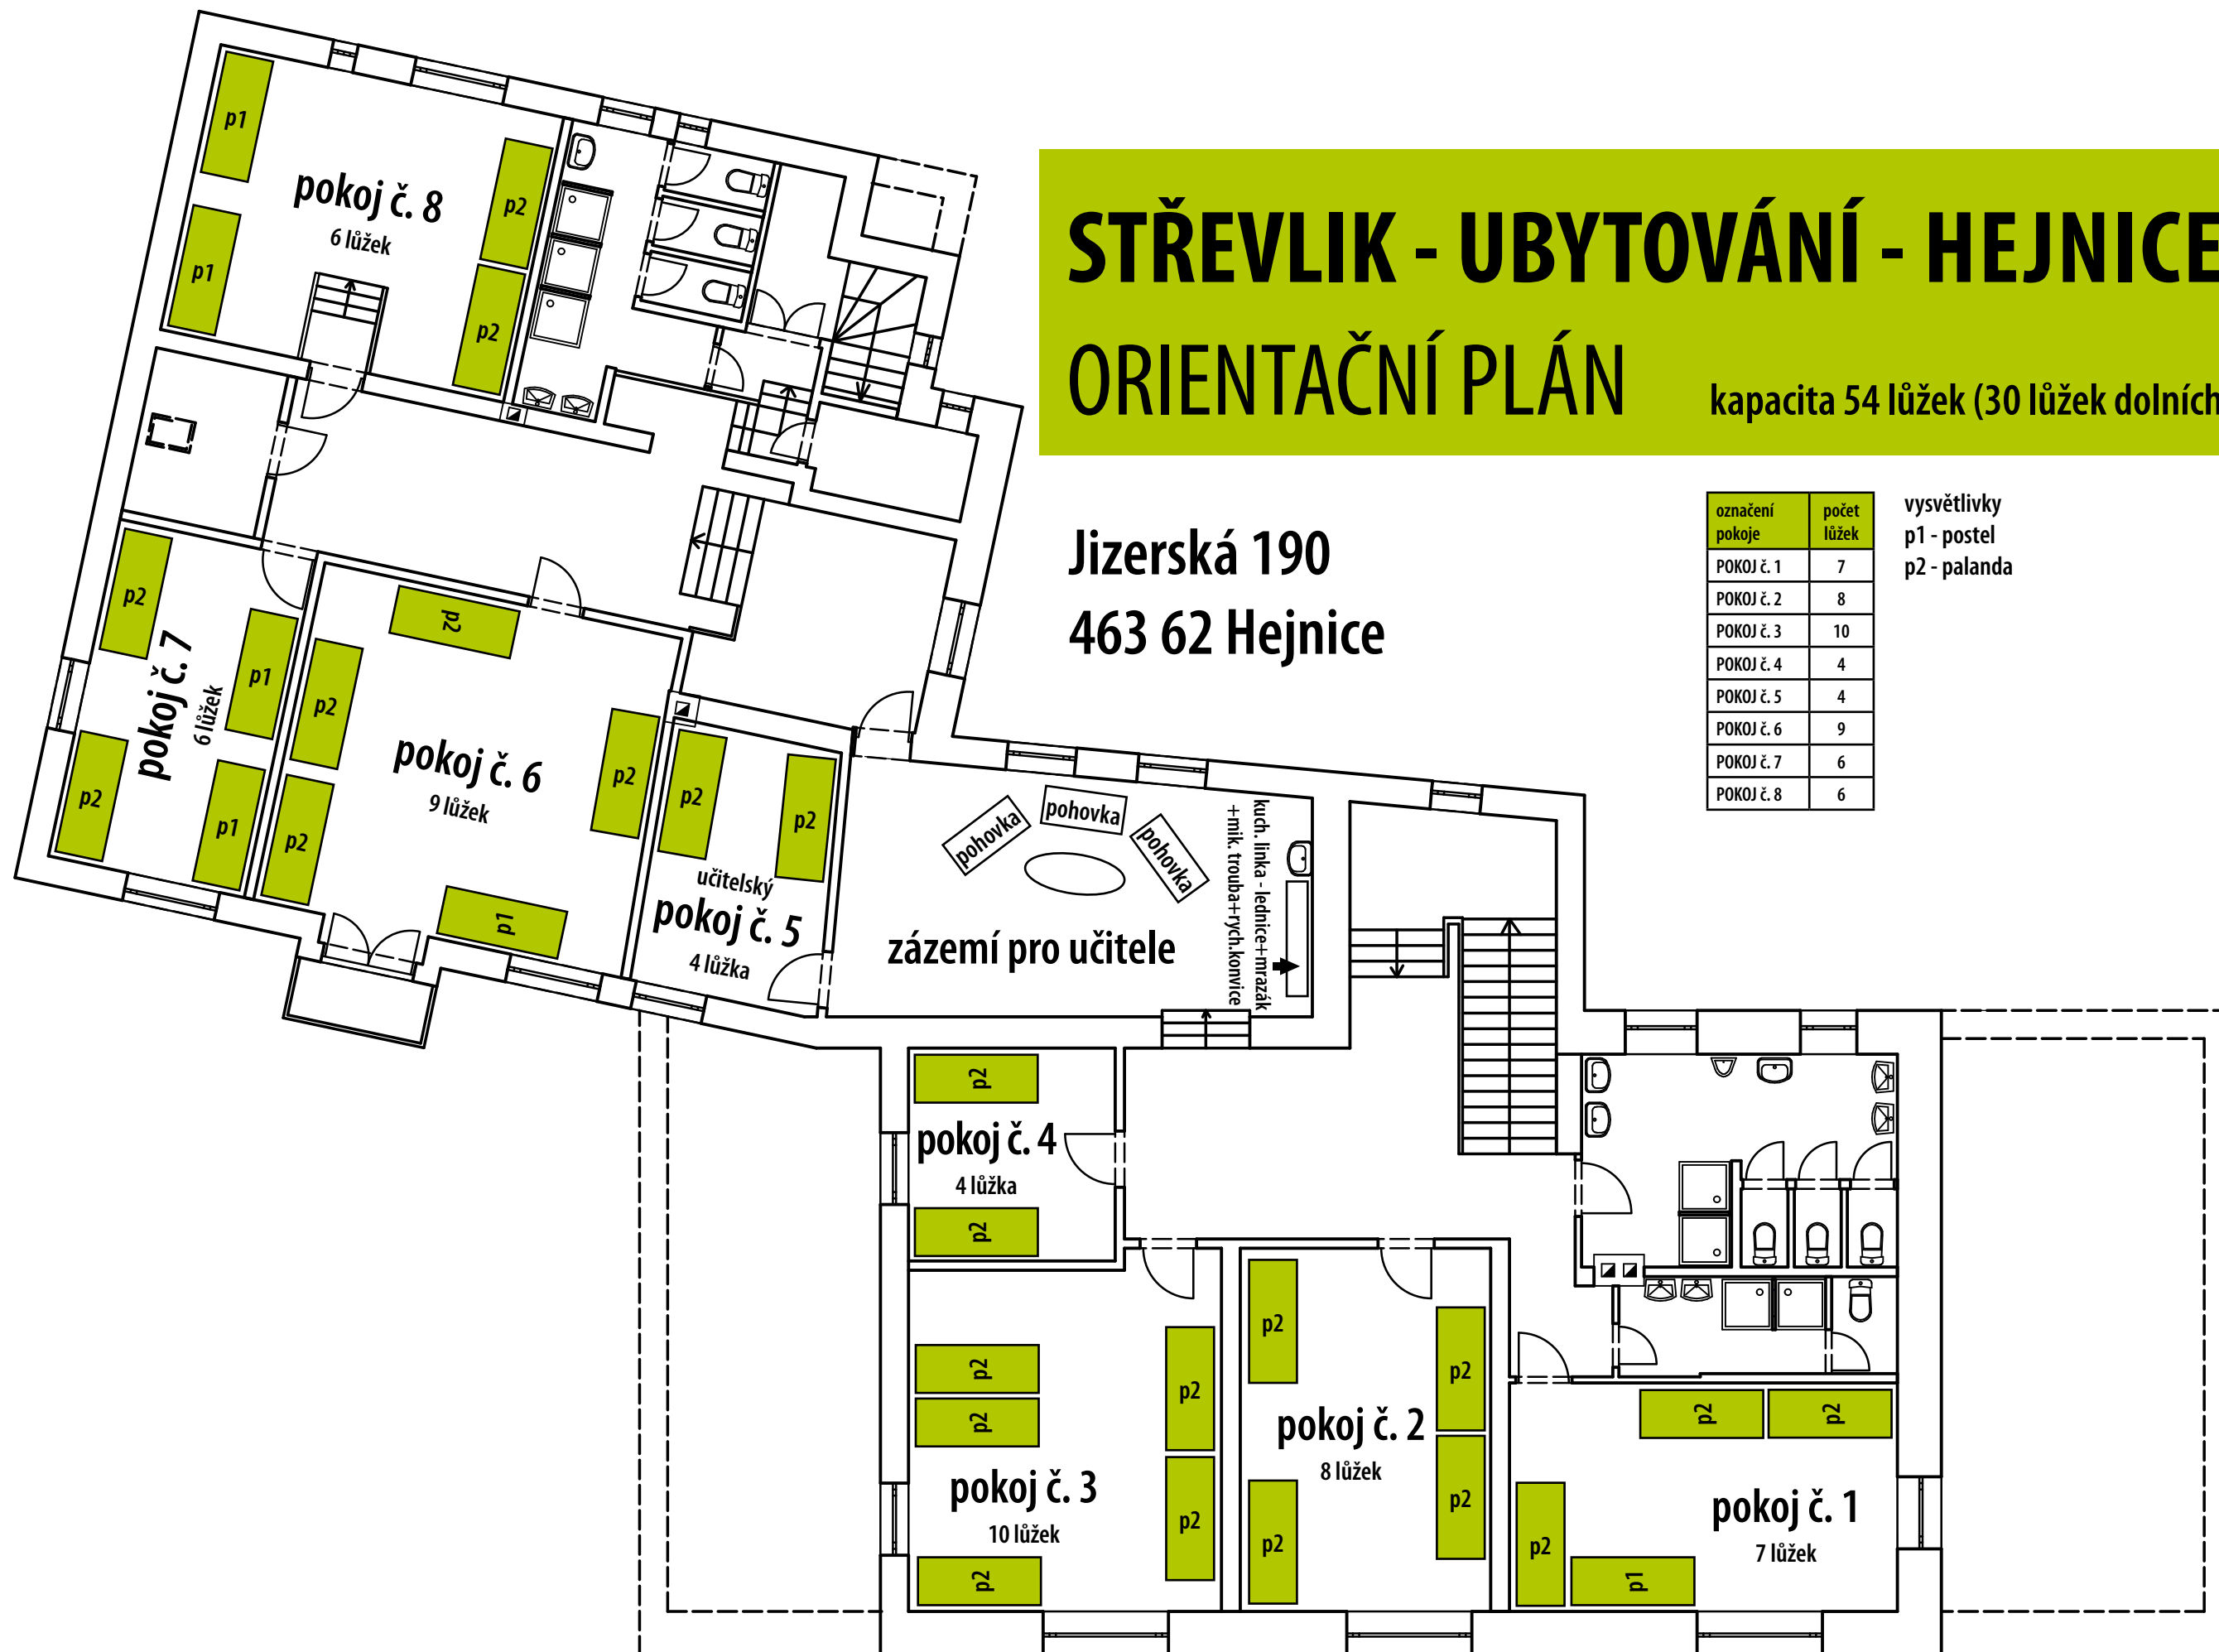 STŘEVLIK - UBYTOVÁNÍ - HEJNICE
ORIENTAČNÍ PLÁN
kapacita 54 lůžek (30 lůžek dolních
Jizerská 190
463 62 Hejnice
označení pokoje počet lůžek
POKOJ č. 1 7
POKOJ č. 2 8
POKOJ č. 3 10
POKOJ č. 4 4
POKOJ č. 5 4
POKOJ č. 6 9
POKOJ č. 7 6
POKOJ č. 8 6
vysvětlivky
p1 - postel
p2 - palanda
p1
p1
pokoj č. 8
6 lůžek
p2
p2
p2
p1
pokoj č. 7
6 lůžek
p2
p1
p2
p2
p2
pokoj č. 6
9 lůžek
p2
p1
p2
p2
učitelský
pokoj č. 5
4 lůžka
pohovka
pohovka
pohovka
kuch. linka - lednice+mrazák
+mik. trouba+rych.konvice
zázemí pro učitele
p2
pokoj č. 4
4 lůžka
p2
p2
p2
p2
p2
pokoj č. 3
10 lůžek
p2
p2
p2
p2
pokoj č. 2
8 lůžek
p2
p2
p2
p2
pokoj č. 1
7 lůžek
p1